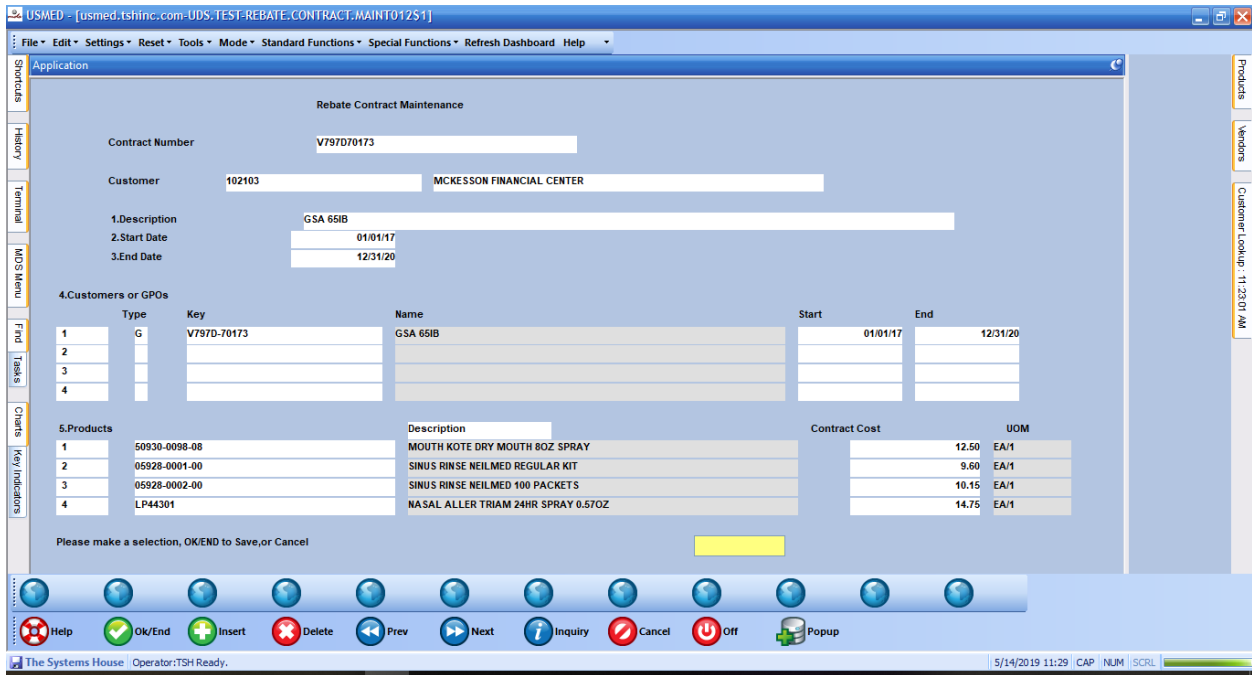 USMED - [usmed.tshinc.com-UDS.TEST-REBATE.CONTRACT.MAINT012$1]
File Edit Settings Reset Tools Mode Standard Functions Special Functions Refresh Dashboard Help
Application
Shortcuts
History
Terminal
MDS Menu
Find
Tasks
Charts
Key Indicators
Rebate Contract Maintenance
Contract Number V797D70173
Customer 102103 MCKESSON FINANCIAL CENTER
1.Description GSA 65IB
2.Start Date 01/01/17
3.End Date 12/31/20
4.Customers or GPOs
Type Key Name Start End
1 G V797D-70173 GSA 65IB 01/01/17 12/31/20
2
3
4
5.Products Description Contract Cost UOM
1 50930-0098-08 MOUTH KOTE DRY MOUTH 8OZ SPRAY 12.50 EA/1
2 05928-0001-00 SINUS RINSE NEILMED REGULAR KIT 9.60 EA/1
3 05928-0002-00 SINUS RINSE NEILMED 100 PACKETS 10.15 EA/1
4 LP44301 NASAL ALLER TRIAM 24HR SPRAY 0.57OZ 14.75 EA/1
Please make a selection, OK/END to Save,or Cancel
Products
Vendors
Customer Lookup : 11:23:01 AM
Help Ok/End Insert Delete Prev Next Inquiry Cancel Off Popup
The Systems House Operator:TSH Ready. 5/14/2019 11:29 CAP NUM SCRL